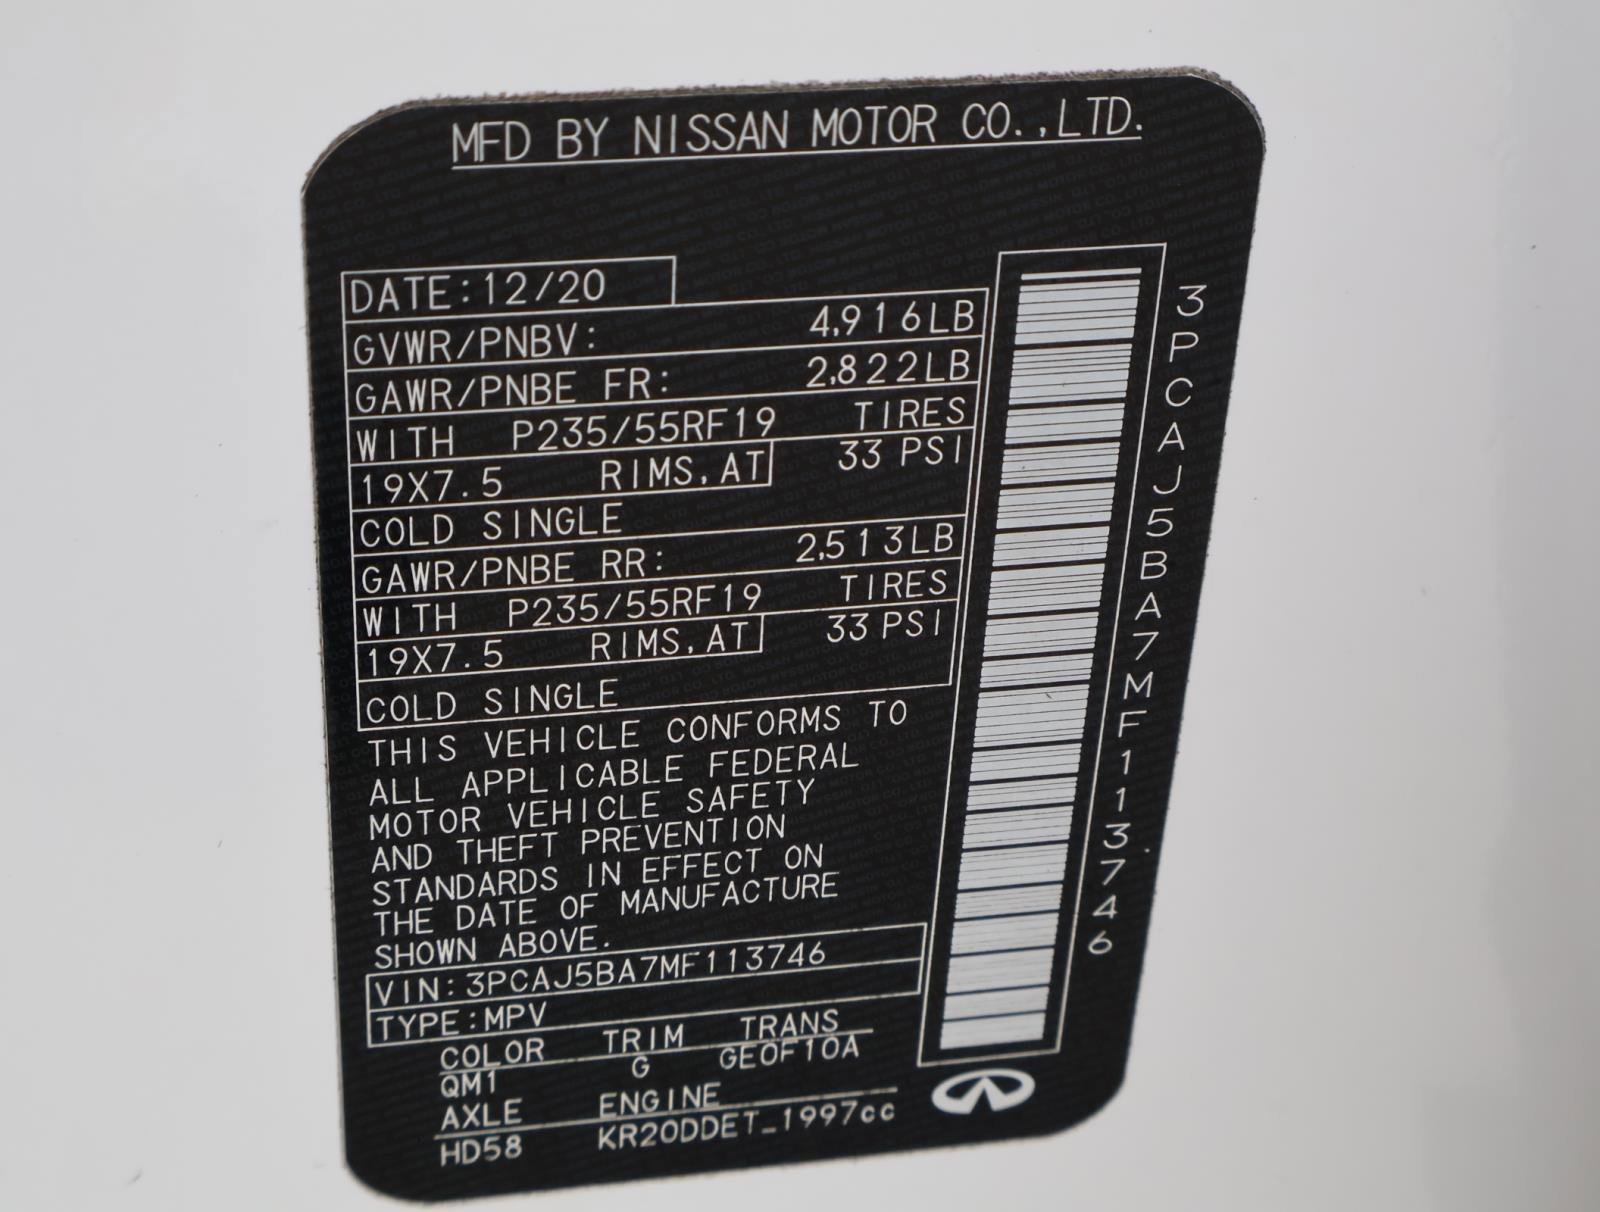 MFD BY NISSAN MOTOR CO.,LTD.
DATE:12/20
GVWR/PNBV: 4,916LB
GAWR/PNBE FR: 2,822LB
WITH P235/55RF19 TIRES
19X7.5 RIMS,AT 33 PSI
COLD SINGLE
GAWR/PNBE RR: 2,513LB
WITH P235/55RF19 TIRES
19X7.5 RIMS,AT 33 PSI
COLD SINGLE
THIS VEHICLE CONFORMS TO
ALL APPLICABLE FEDERAL
MOTOR VEHICLE SAFETY
AND THEFT PREVENTION
STANDARDS IN EFFECT ON
THE DATE OF MANUFACTURE
SHOWN ABOVE.
VIN:3PCAJ5BA7MF113746
TYPE:MPV
COLOR TRIM TRANS
QM1 G GE0F10A
AXLE ENGINE
HD58 KR20DDET_1997cc
3PCAJ5BA7MF113746